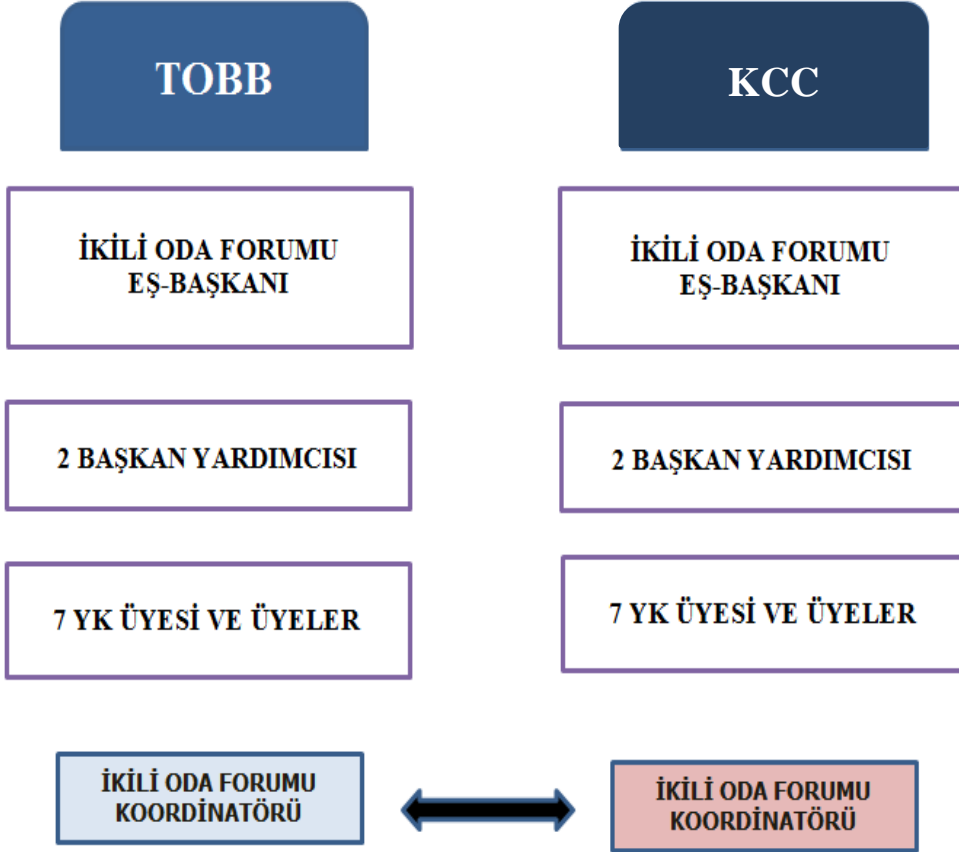 TOBB
KCC
İKİLİ ODA FORUMU
EŞ-BAŞKANI
İKİLİ ODA FORUMU
EŞ-BAŞKANI
2 BAŞKAN YARDIMCISI
2 BAŞKAN YARDIMCISI
7 YK ÜYESİ VE ÜYELER
7 YK ÜYESİ VE ÜYELER
İKİLİ ODA FORUMU
KOORDİNATÖRÜ
İKİLİ ODA FORUMU
KOORDİNATÖRÜ